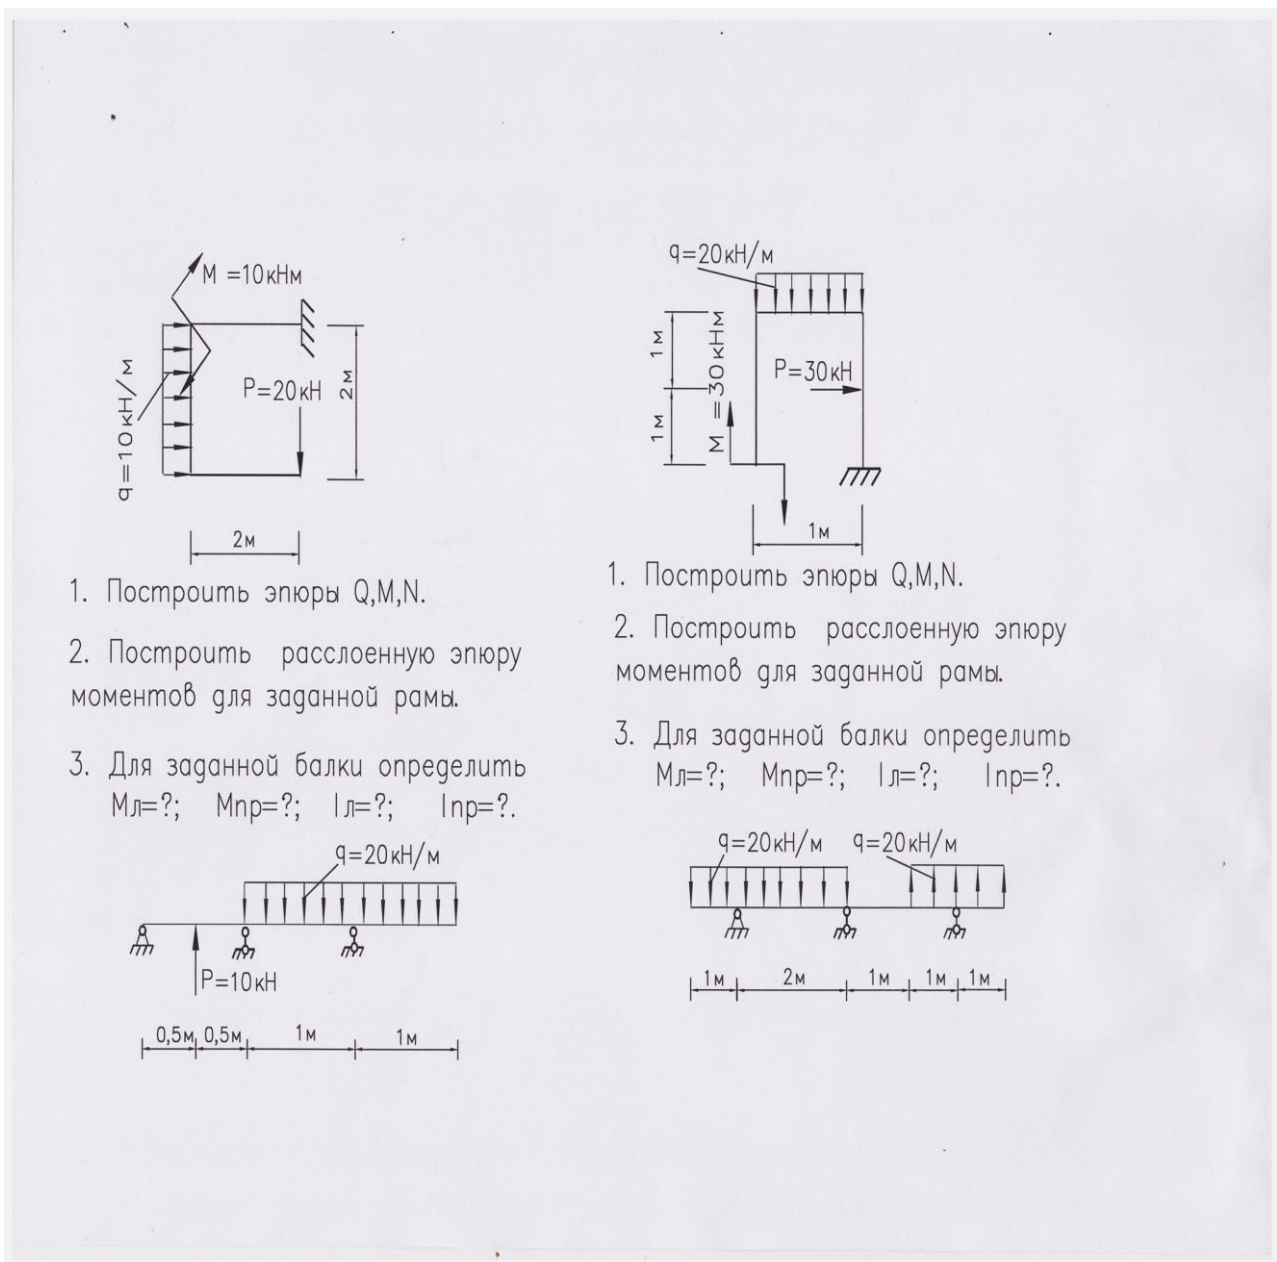 M =10кНм
q=10кН/м
P=20кН
2м
2м
1. Построить эпюры Q,M,N.
2. Построить расслоенную эпюру
моментов для заданной рамы.
3. Для заданной балки определить
Mл=?; Mпр=?; Iл=?; Iпр=?.
q=20кН/м
P=10кН
0,5м 0,5м 1м 1м
q=20кН/м
1м
1м
M =30кНм
P=30кН
1м
1. Построить эпюры Q,M,N.
2. Построить расслоенную эпюру
моментов для заданной рамы.
3. Для заданной балки определить
Mл=?; Mпр=?; Iл=?; Iпр=?.
q=20кН/м q=20кН/м
1м 2м 1м 1м 1м